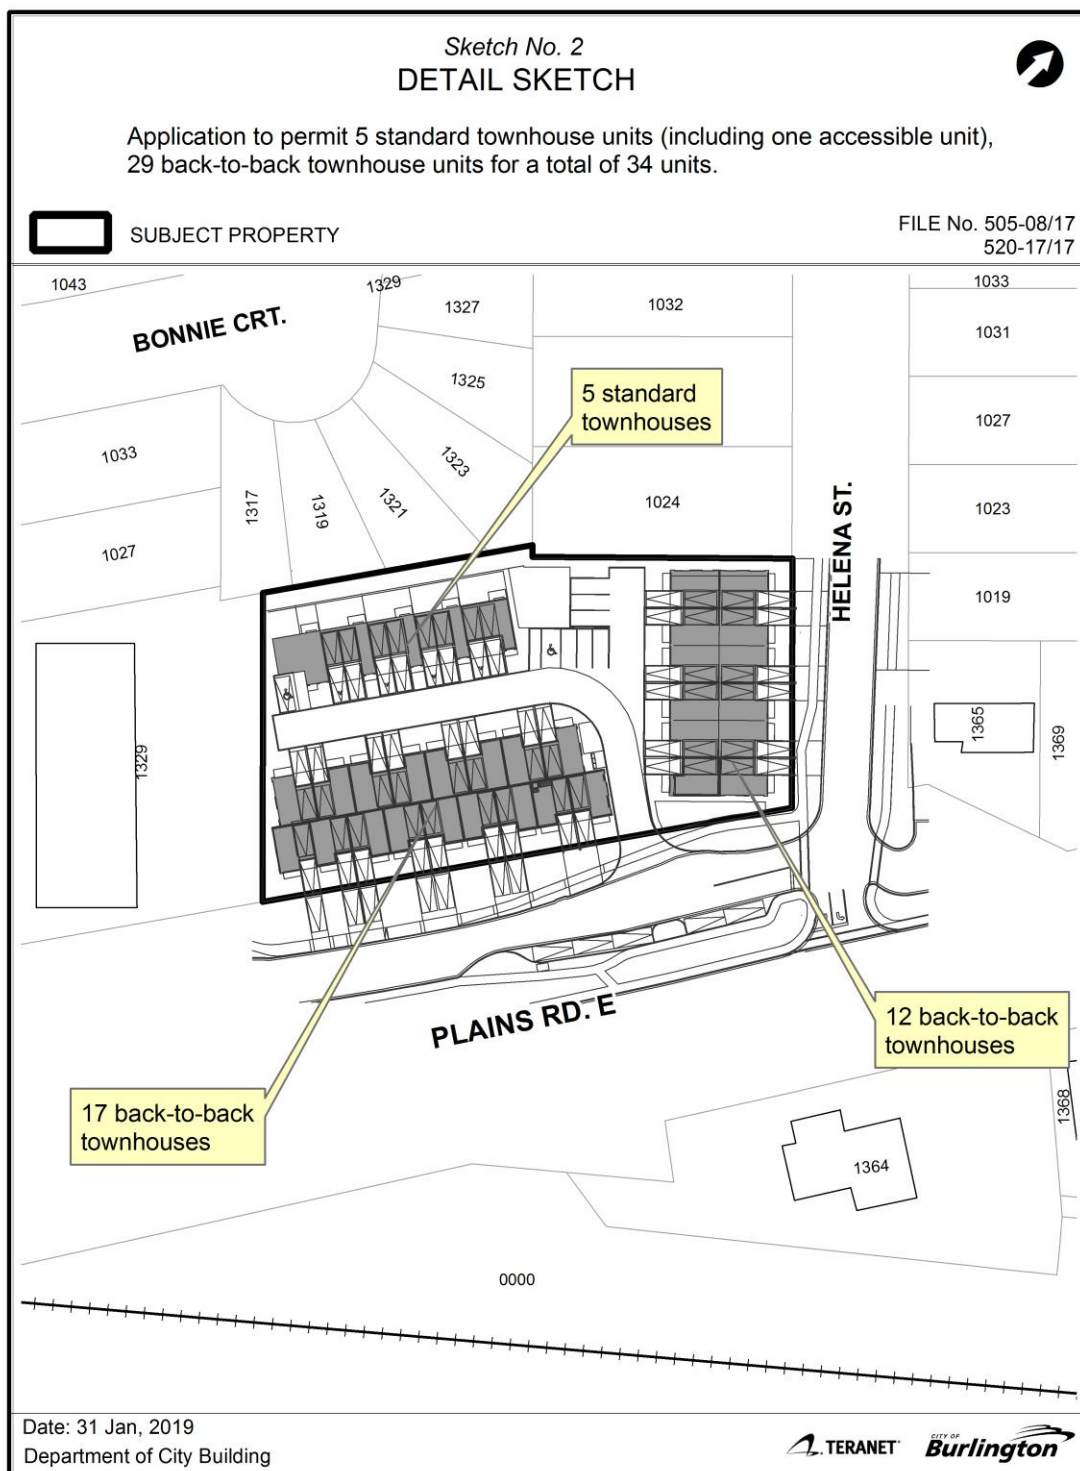 Sketch No. 2
DETAIL SKETCH
Application to permit 5 standard townhouse units (including one accessible unit),
29 back-to-back townhouse units for a total of 34 units.
SUBJECT PROPERTY
FILE No. 505-08/17
520-17/17
1043
1329
1327
1032
1033
BONNIE CRT.
1031
1325
5 standard
townhouses
1027
1033
1323
1317
1319
1321
1024
HELENA ST.
1023
1027
1019
1329
1365
1369
PLAINS RD. E
12 back-to-back
townhouses
17 back-to-back
townhouses
1368
1364
0000
Date: 31 Jan, 2019
Department of City Building
TERANET
CITY OF
Burlington